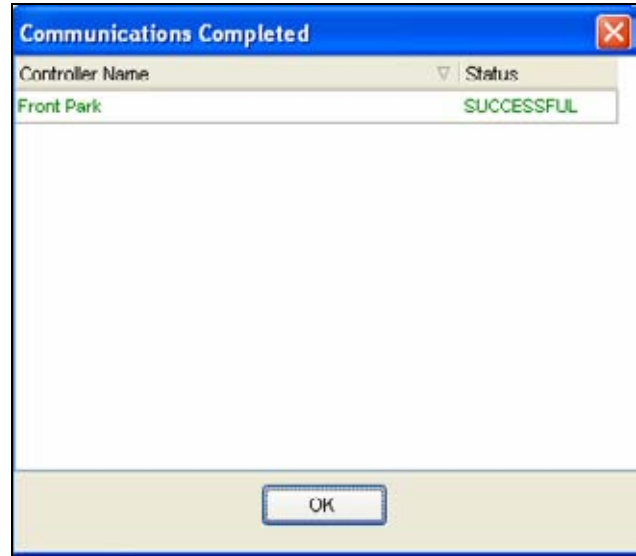 Communications Completed
Controller Name Status
Front Park SUCCESSFUL
OK